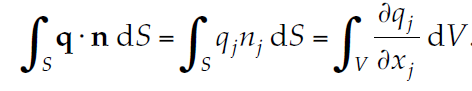 ∫_S **q** · **n** dS = ∫_S q_j n_j dS = ∫_V ∂q_j/∂x_j dV.